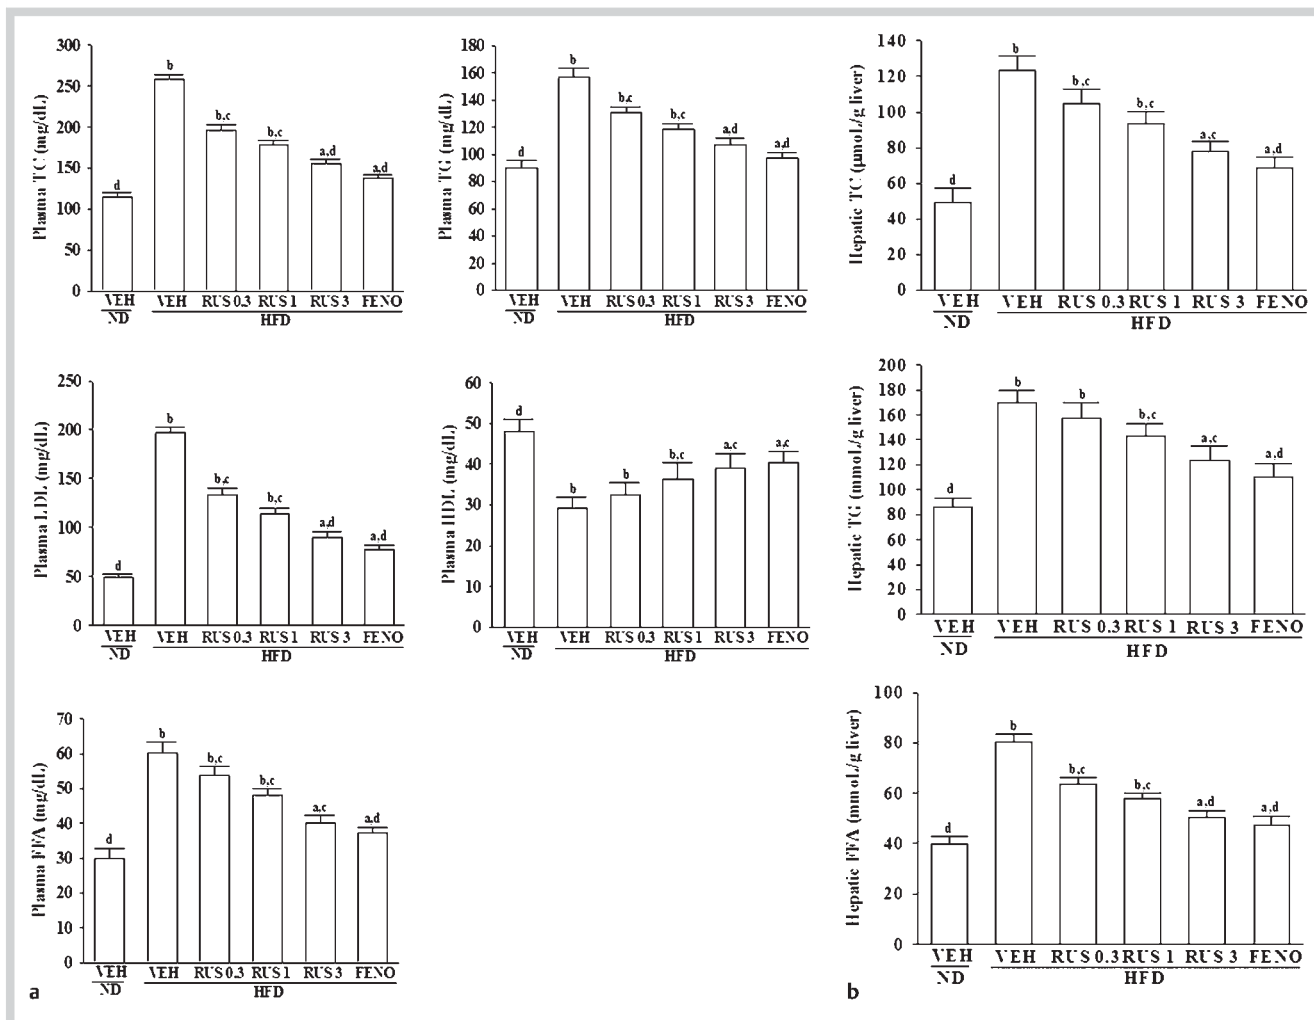 Plasma TC (mg/dL)
300
250
200
150
100
50
0
d
b
b,c
b,c
a,d
a,d
VEH VEH RUS 0.3 RUS 1 RUS 3 FENO
ND HFD
Plasma TG (mg/dL)
180
160
140
120
100
80
60
40
20
0
d
b
b,c
b,c
a,d
a,d
VEH VEH RUS 0.3 RUS 1 RUS 3 FENO
ND HFD
Hepatic TC (µmoL/g liver)
140
120
100
80
60
40
20
0
d
b
b,c
b,c
a,c
a,d
VEH VEH RUS 0.3 RUS 1 RUS 3 FENO
ND HFD
Plasma LDL (mg/dL)
250
200
150
100
50
0
d
b
b,c
b,c
a,d
a,d
VEH VEH RUS 0.3 RUS 1 RUS 3 FENO
ND HFD
Plasma HDL (mg/dL)
60
50
40
30
20
10
0
d
b
b
b,c
a,c
a,c
VEH VEH RUS 0.3 RUS 1 RUS 3 FENO
ND HFD
Hepatic TG (mmoL/g liver)
200
180
160
140
120
100
80
60
40
20
0
d
b
b
b,c
a,c
a,d
VEH VEH RUS 0.3 RUS 1 RUS 3 FENO
ND HFD
Plasma FFA (mg/dL)
70
60
50
40
30
20
10
0
d
b
b,c
b,c
a,c
a,d
VEH VEH RUS 0.3 RUS 1 RUS 3 FENO
ND HFD
a
Hepatic FFA (mmoL/g liver)
100
80
60
40
20
0
d
b
b,c
b,c
a,d
a,d
VEH VEH RUS 0.3 RUS 1 RUS 3 FENO
ND HFD
b